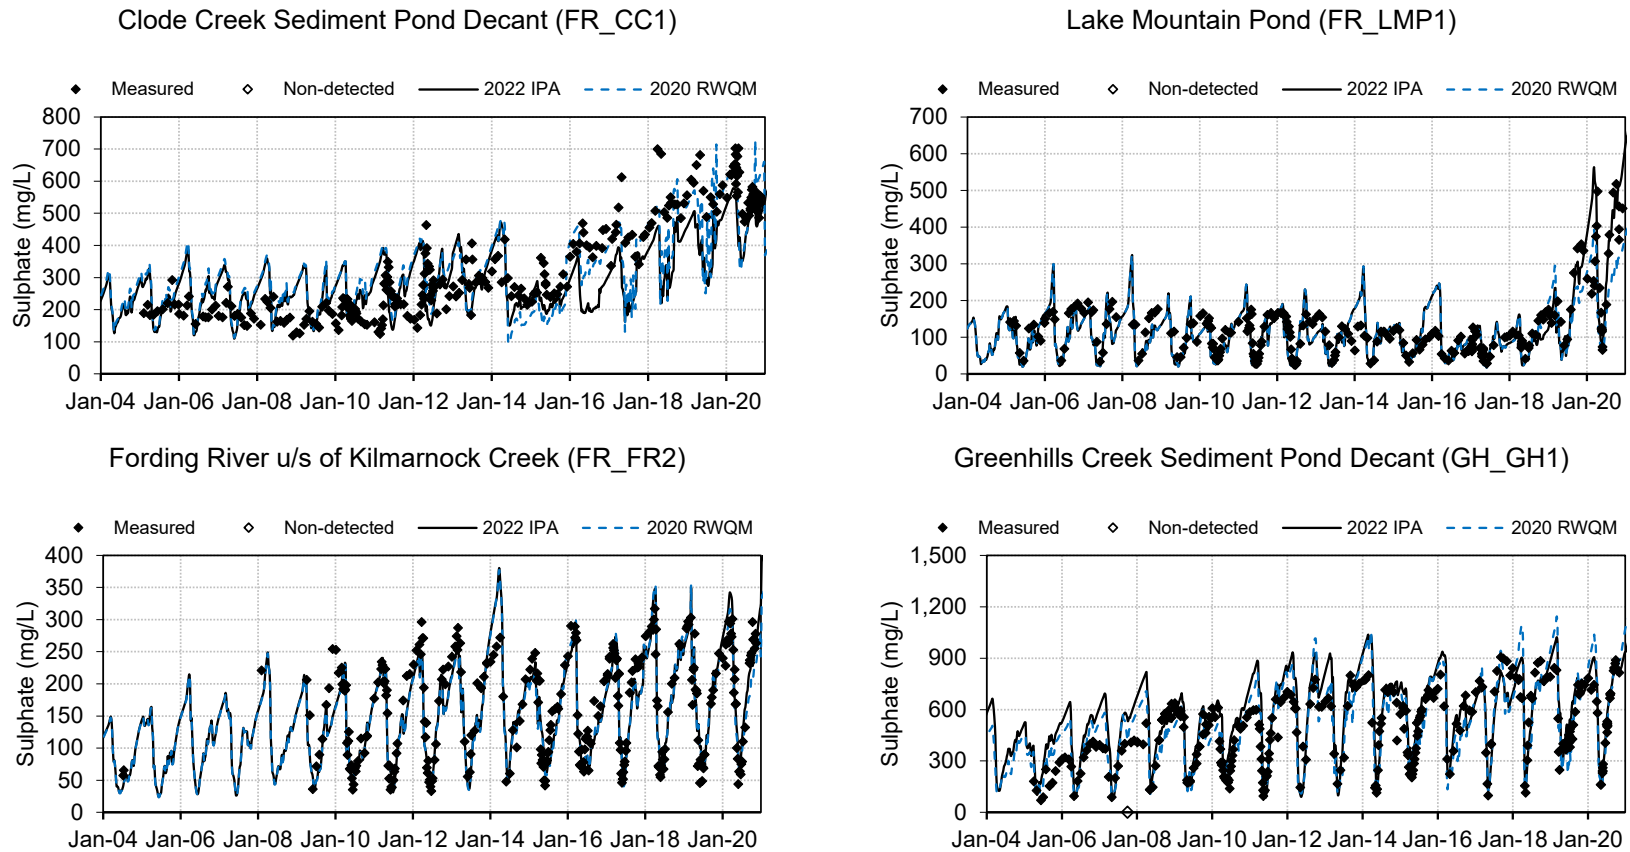 Clode Creek Sediment Pond Decant (FR_CC1)
Measured Non-detected 2022 IPA 2020 RWQM
Sulphate (mg/L)
800
700
600
500
400
300
200
100
0
Jan-04 Jan-06 Jan-08 Jan-10 Jan-12 Jan-14 Jan-16 Jan-18 Jan-20
Lake Mountain Pond (FR_LMP1)
Measured Non-detected 2022 IPA 2020 RWQM
Sulphate (mg/L)
700
600
500
400
300
200
100
0
Jan-04 Jan-06 Jan-08 Jan-10 Jan-12 Jan-14 Jan-16 Jan-18 Jan-20
Fording River u/s of Kilmarnock Creek (FR_FR2)
Measured Non-detected 2022 IPA 2020 RWQM
Sulphate (mg/L)
400
350
300
250
200
150
100
50
0
Jan-04 Jan-06 Jan-08 Jan-10 Jan-12 Jan-14 Jan-16 Jan-18 Jan-20
Greenhills Creek Sediment Pond Decant (GH_GH1)
Measured Non-detected 2022 IPA 2020 RWQM
Sulphate (mg/L)
1,500
1,200
900
600
300
0
Jan-04 Jan-06 Jan-08 Jan-10 Jan-12 Jan-14 Jan-16 Jan-18 Jan-20